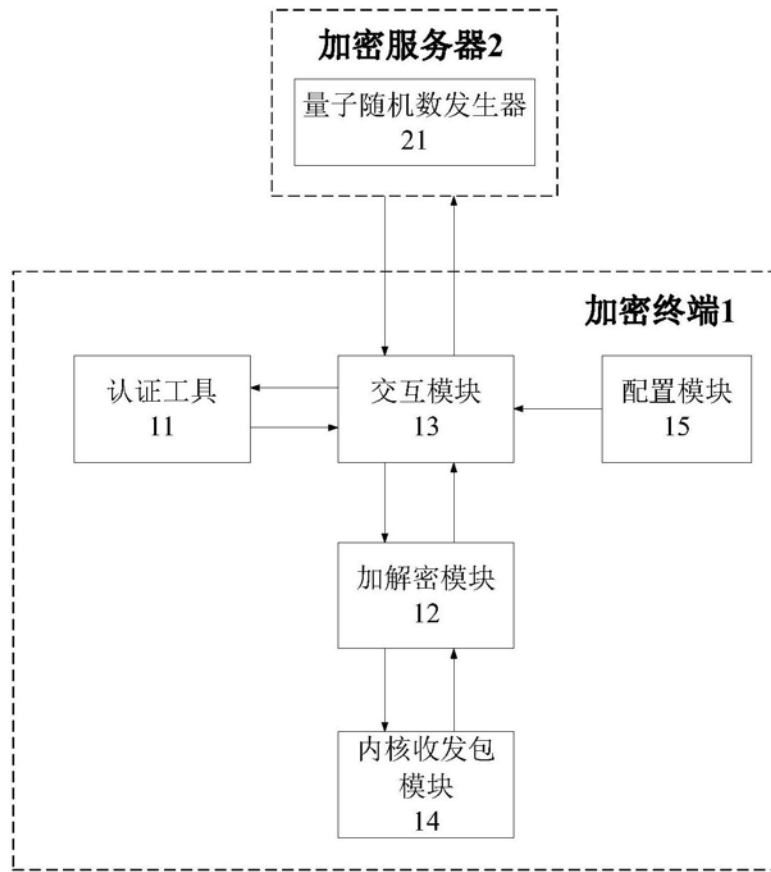 加密服务器2
量子随机数发生器
21
加密终端1
认证工具
11
交互模块
13
配置模块
15
加解密模块
12
内核收发包
模块
14